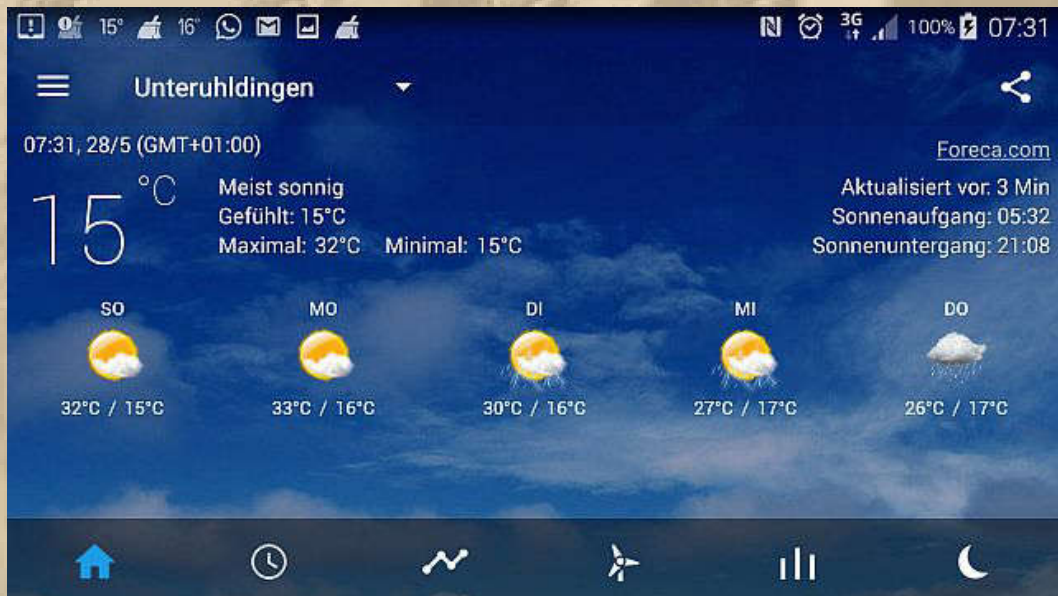 15° 16° 3G 100% 07:31
Unteruhldingen
07:31, 28/5 (GMT+01:00)
Foreca.com
15 °C
Meist sonnig
Gefühlt: 15°C
Maximal: 32°C Minimal: 15°C
Aktualisiert vor: 3 Min
Sonnenaufgang: 05:32
Sonnenuntergang: 21:08
SO MO DI MI DO
32°C / 15°C 33°C / 16°C 30°C / 16°C 27°C / 17°C 26°C / 17°C